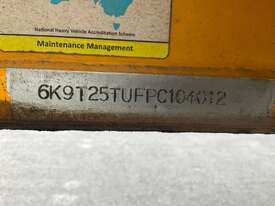 National Heavy Vehicle Accreditation Scheme
Maintenance Management
6K9T25TUFPC104012